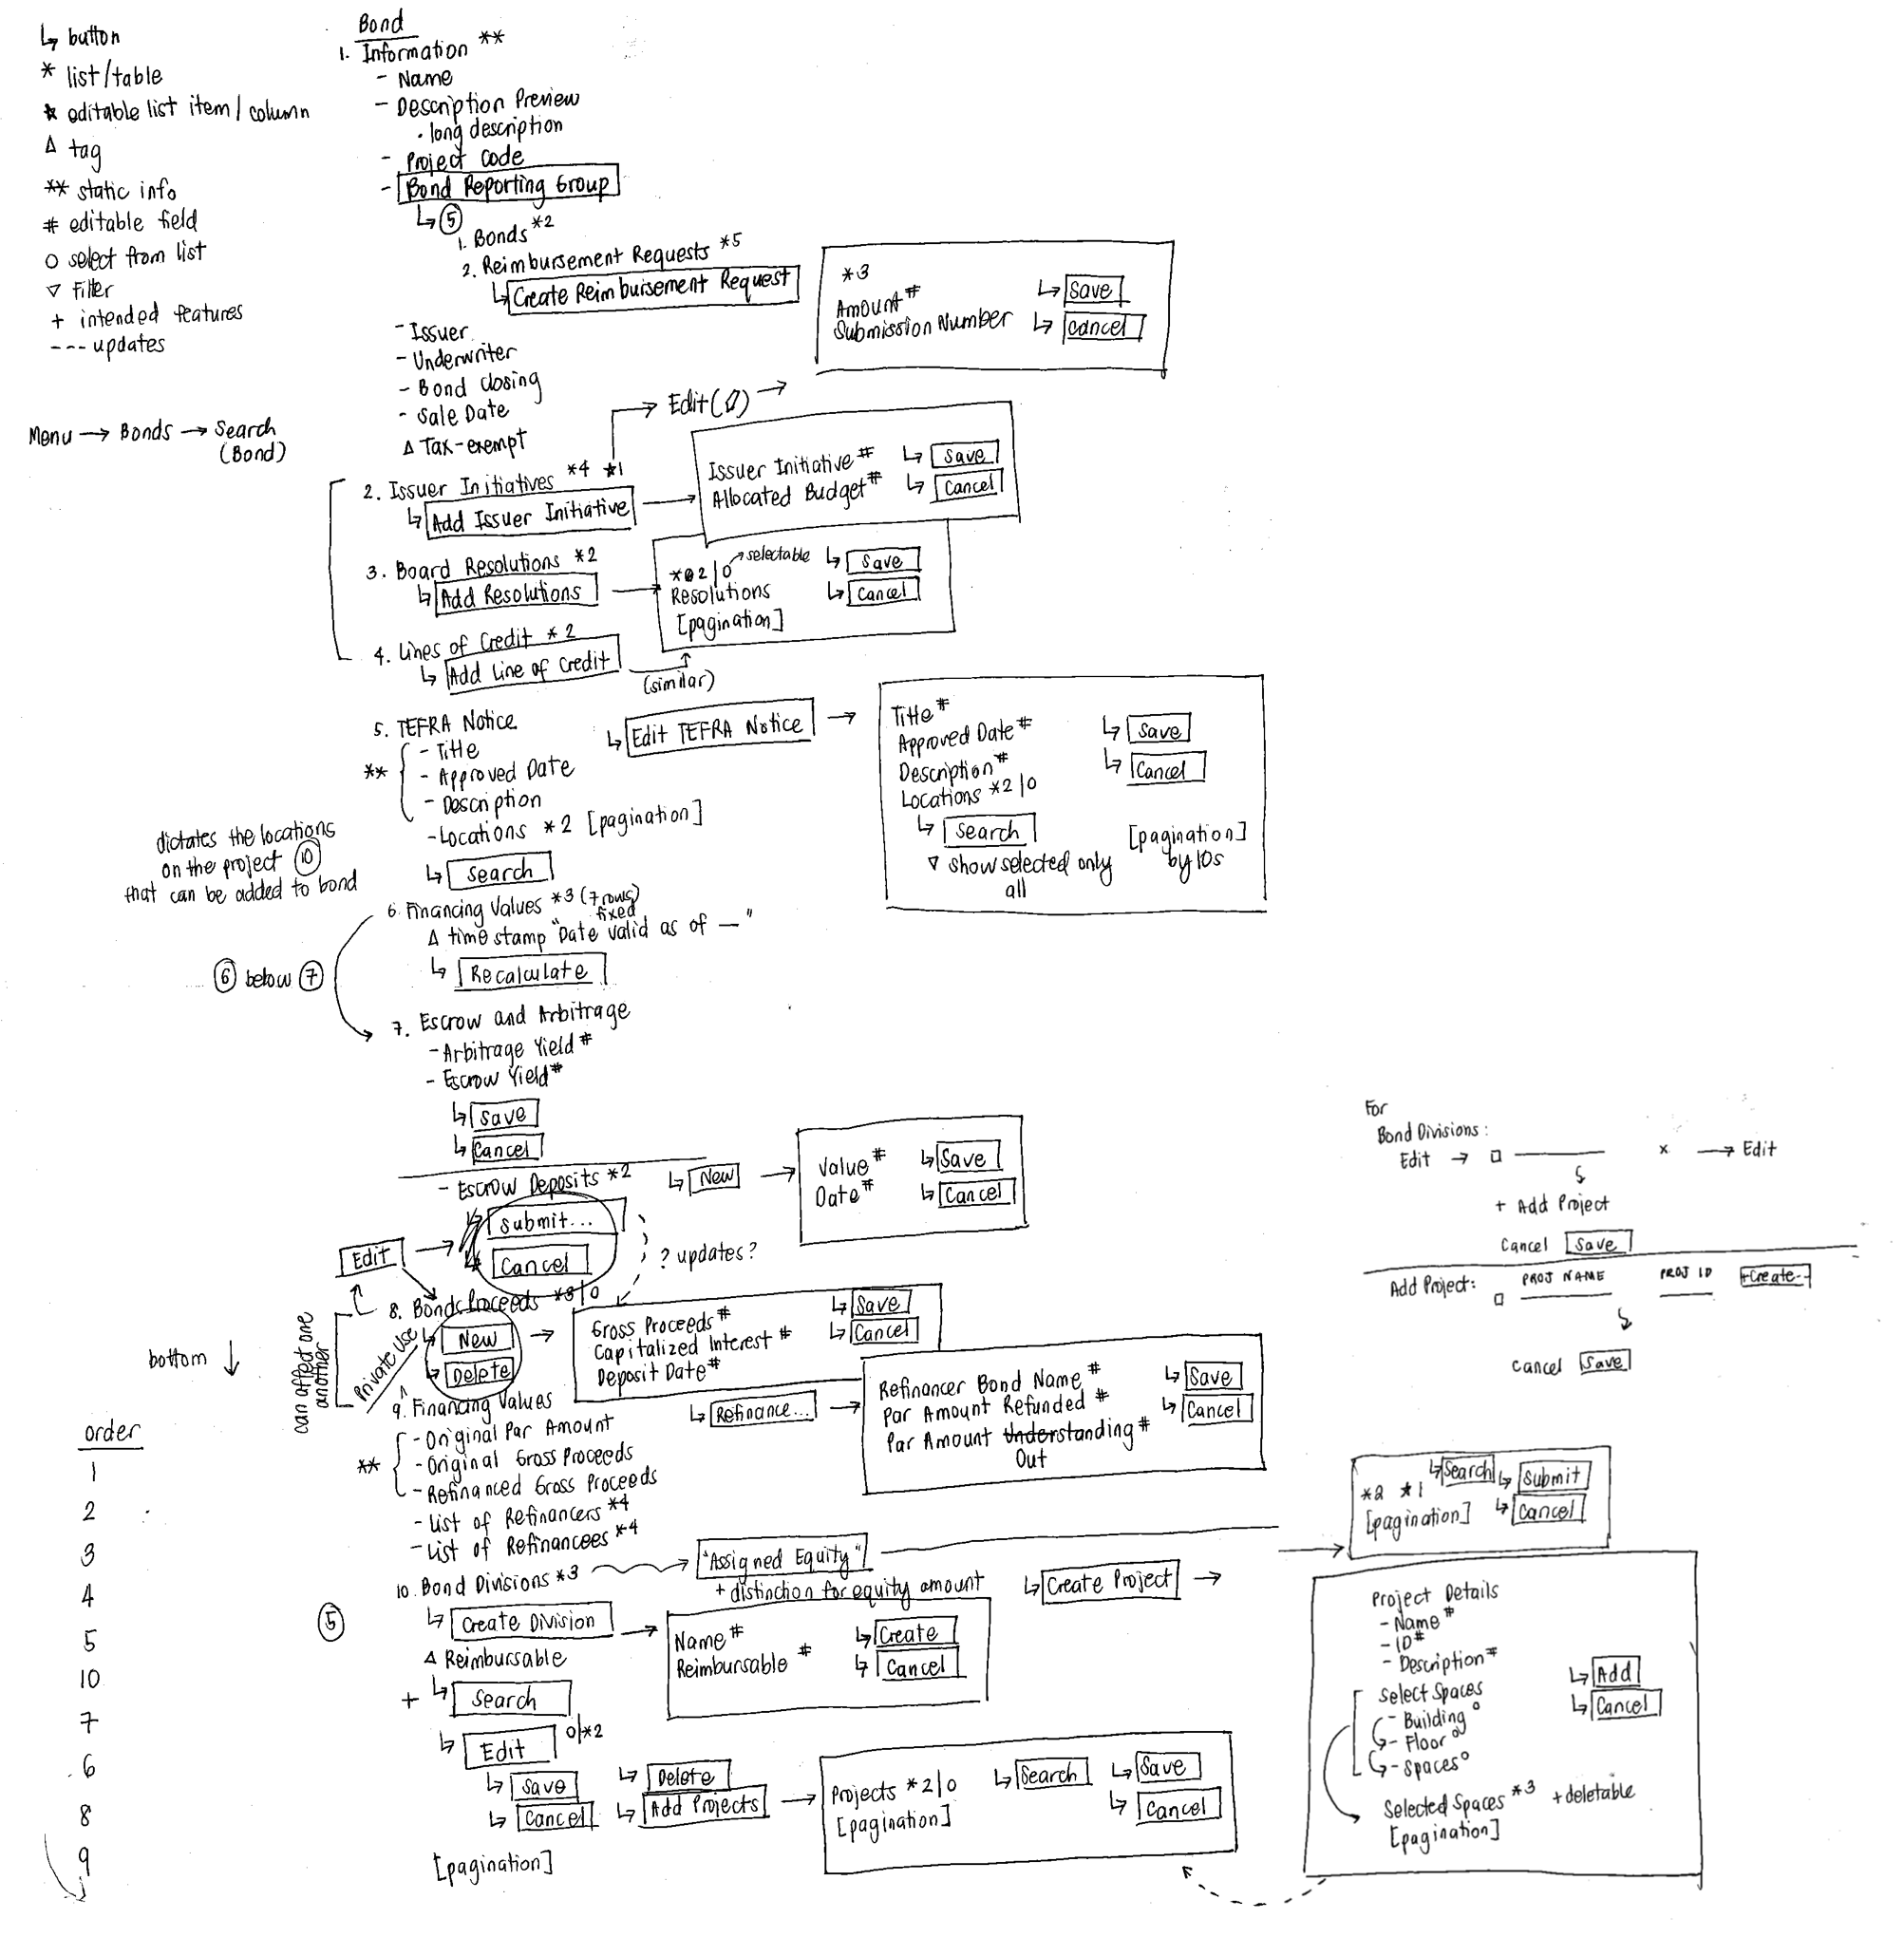 ↳ button
* list/table
★ editable list item/column
Δ tag
** static info
# editable field
O select from list
▽ Filter
+ intended features
--- updates
Menu → Bonds → Search
(Bond)
Bond
1. Information **
- Name
- Description Preview
· long description
- Project Code
- Bond Reporting Group
↳ ⑤
1. Bonds *2
2. Reimbursement Requests *5
↳ Create Reimbursement Request
*3
Amount #
Submission Number
↳ Save
↳ Cancel
- Issuer
- Underwriter
- Bond Closing
- Sale Date
Δ Tax-exempt
→ Edit ( ) →
2. Issuer Initiatives *4 ★1
↳ Add Issuer Initiative
Issuer Initiative # ↳ Save
Allocated Budget # ↳ Cancel
3. Board Resolutions *2
↳ Add Resolutions
*2|0 → selectable ↳ Save
Resolutions ↳ Cancel
[pagination]
4. Lines of Credit *2
↳ Add Line of Credit
(similar)
5. TEFRA Notice
** - Title
- Approved Date
- Description
- Locations *2 [pagination]
↳ Search
↳ Edit TEFRA Notice →
Title #
Approved Date # ↳ Save
Description # ↳ Cancel
Locations *2|0
↳ Search [pagination]
▽ show selected only by 10s
all
dictates the locations
on the project ⑩
that can be added to bond
6. Financing Values *3 (7 rows)
fixed
Δ time stamp "Date valid as of —"
↳ Recalculate
⑥ below ⑦
7. Escrow and Arbitrage
- Arbitrage Yield #
- Escrow Yield #
↳ Save
↳ Cancel
- Escrow Deposits *2 ↳ New →
Value # ↳ Save
Date # ↳ Cancel
Submit...
Cancel
Edit →
? updates?
8. Bonds Proceeds *3|0
↳ New →
↳ Delete
Gross Proceeds # ↳ Save
Capitalized Interest # ↳ Cancel
Deposit Date #
can affect one
another
Private Use
bottom ↓
9. Financing Values
** - Original Par Amount
- Original Gross Proceeds
- Refinanced Gross Proceeds
- List of Refinancers *4
- List of Refinancees *4
↳ Refinance... →
Refinancer Bond Name # ↳ Save
Par Amount Refunded # ↳ Cancel
Par Amount Understanding #
Out
10. Bond Divisions *3
"Assigned Equity"
+ distinction for equity amount
↳ Create Project →
⑤
↳ Create Division →
Name # ↳ Create
Reimbursable # ↳ Cancel
Δ Reimbursable
+ ↳ Search
↳ Edit 0|*2
↳ Save ↳ Delete
↳ Cancel ↳ Add Projects →
Projects *2|0 ↳ Search ↳ Save
[pagination] ↳ Cancel
[pagination]
order
1
2
3
4
5
10
7
6
8
9
For
Bond Divisions:
Edit → □ x → Edit
+ Add Project
Cancel Save
Add Project: PROJ NAME PROJ ID +Create..
□
Cancel Save
↳ Search ↳ Submit
*2 ★1 ↳ Cancel
[pagination]
Project Details
- Name #
- ID #
- Description #
↳ Add
↳ Cancel
Select Spaces
- Building O
- Floor O
- Spaces O
Selected Spaces *3 + deletable
[pagination]